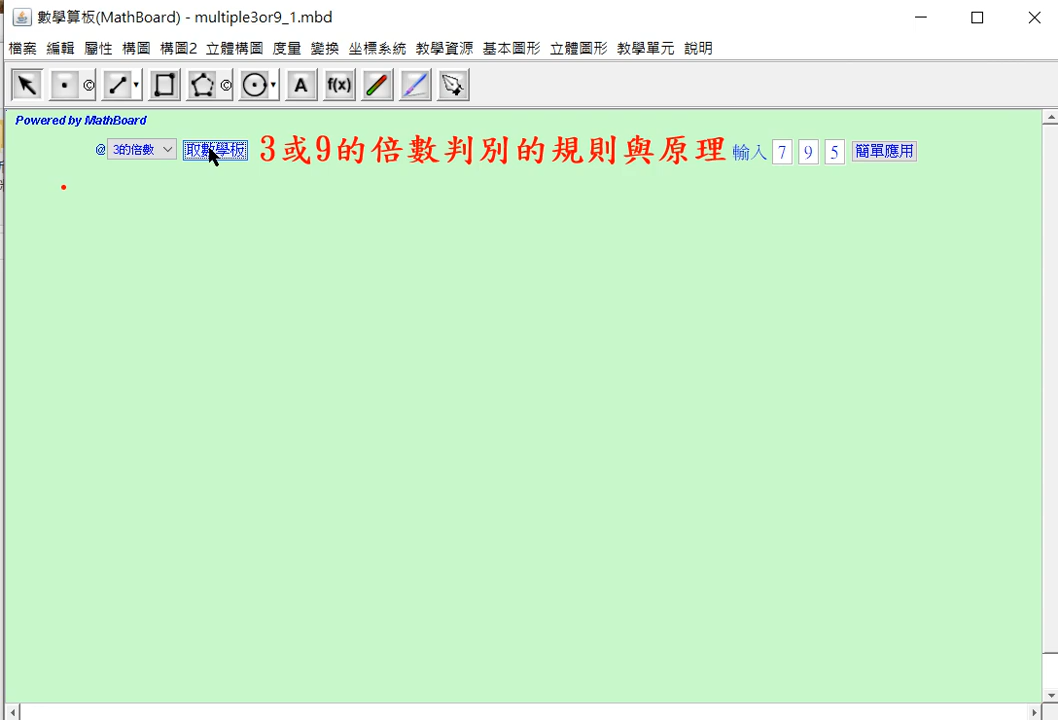 數學算板(MathBoard) - multiple3or9_1.mbd
檔案 編輯 屬性 構圖 構圖2 立體構圖 度量 變換 坐標系統 教學資源 基本圖形 立體圖形 教學單元 說明
© © A f(x)
Powered by MathBoard
@ 3的倍數 取數學板 3或9的倍數判別的規則與原理 輸入 7 9 5 簡單應用